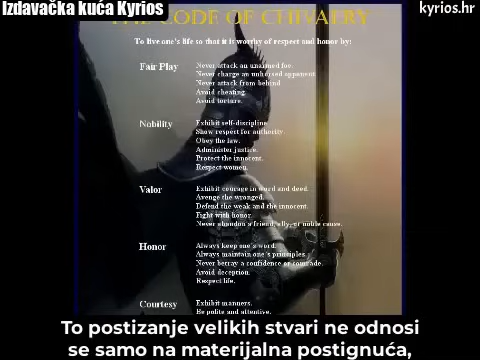 Izdavačka kuća Kyrios
kyrios.hr
THE CODE OF CHIVALRY
To live one's life so that it is worthy of respect and honor by:
Fair Play
Never attack an unarmed foe.
Never charge an unhorsed opponent.
Never attack from behind.
Avoid cheating.
Avoid torture.
Nobility
Exhibit self-discipline.
Show respect for authority.
Obey the law.
Administer justice.
Protect the innocent.
Respect women.
Valor
Exhibit courage in word and deed.
Avenge the wronged.
Defend the weak and the innocent.
Fight with honor.
Never abandon a friend, ally, or noble cause.
Honor
Always keep one's word.
Always maintain one's principles.
Never betray a confidence or comrade.
Avoid deception.
Respect life.
Courtesy
Exhibit manners.
Be polite and attentive.
To postizanje velikih stvari ne odnosi
se samo na materijalna postignuća,